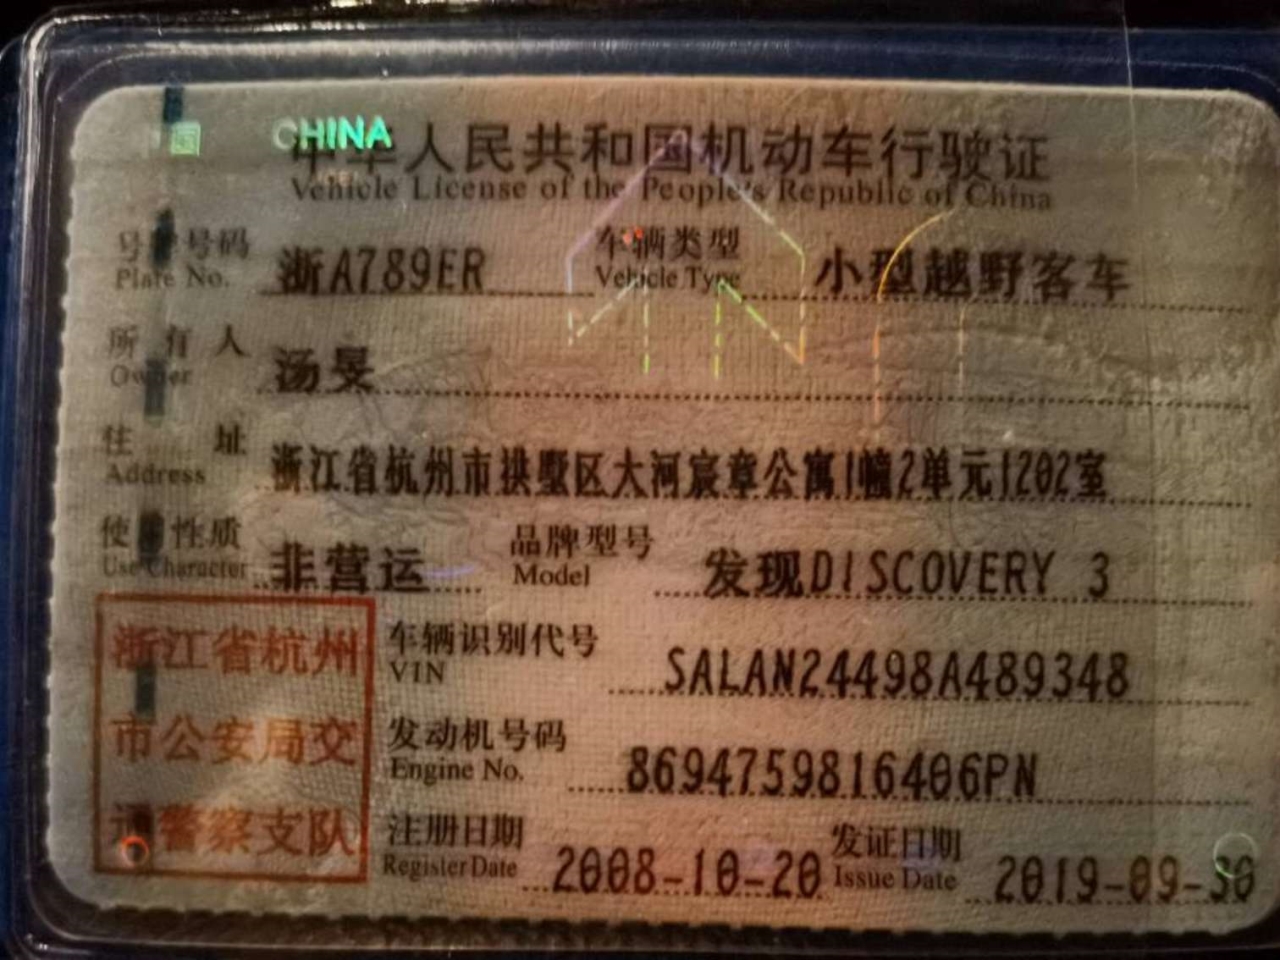 CHINA
中华人民共和国机动车行驶证
Vehicle License of the People's Republic of China
号牌号码 浙A789ER 车辆类型 小型越野客车
Plate No. Vehicle Type
所有人 汤旻
Owner
住址 浙江省杭州市拱墅区大河宸章公寓1幢2单元1202室
Address
使用性质 非营运 品牌型号 发现DISCOVERY 3
Use Character Model
浙江省杭州
市公安局交
通警察支队
车辆识别代号 SALAN24498A489348
VIN
发动机号码 8694759816406PN
Engine No.
注册日期 2008-10-20 发证日期 2019-09-30
Register Date Issue Date